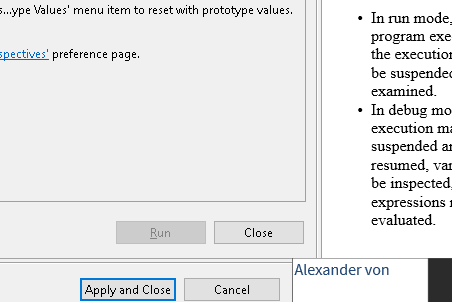 s...ype Values' menu item to reset with prototype values.
spectives' preference page.
Run
Close
Apply and Close
Cancel
• In run mode,
program exe
the execution
be suspended
examined.
• In debug mo
execution ma
suspended an
resumed, var
be inspected,
expressions
evaluated.
Alexander von